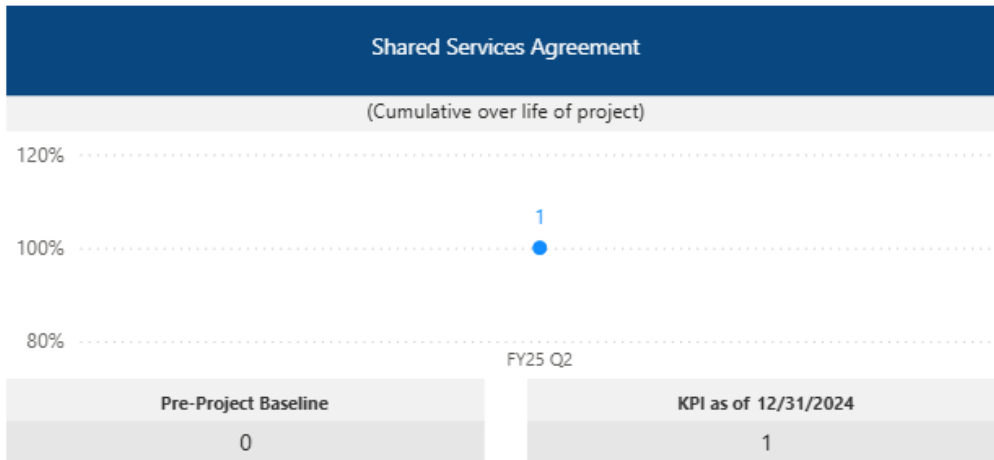 Shared Services Agreement
(Cumulative over life of project)
120%
1
100%
80%
FY25 Q2
Pre-Project Baseline
KPI as of 12/31/2024
0
1